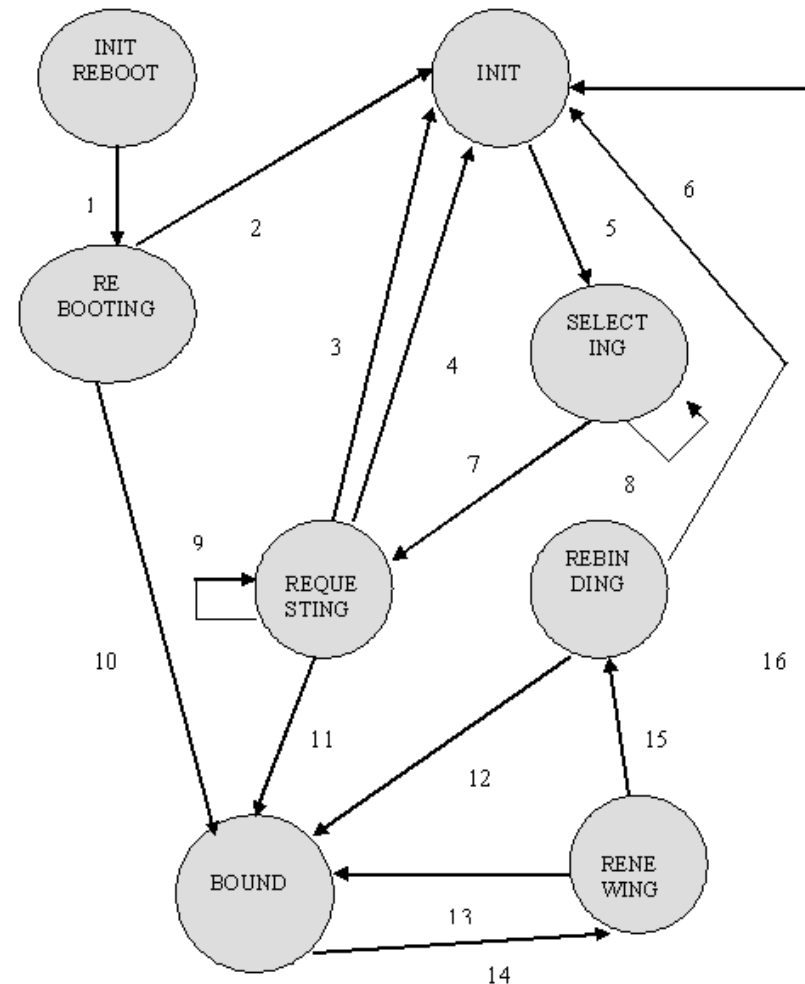 INIT
REBOOT
INIT
1
2
6
5
RE
BOOTING
SELECT
ING
3
4
7
8
9
REBIN
DING
REQUE
STING
10
16
11
15
12
RENE
WING
BOUND
13
14